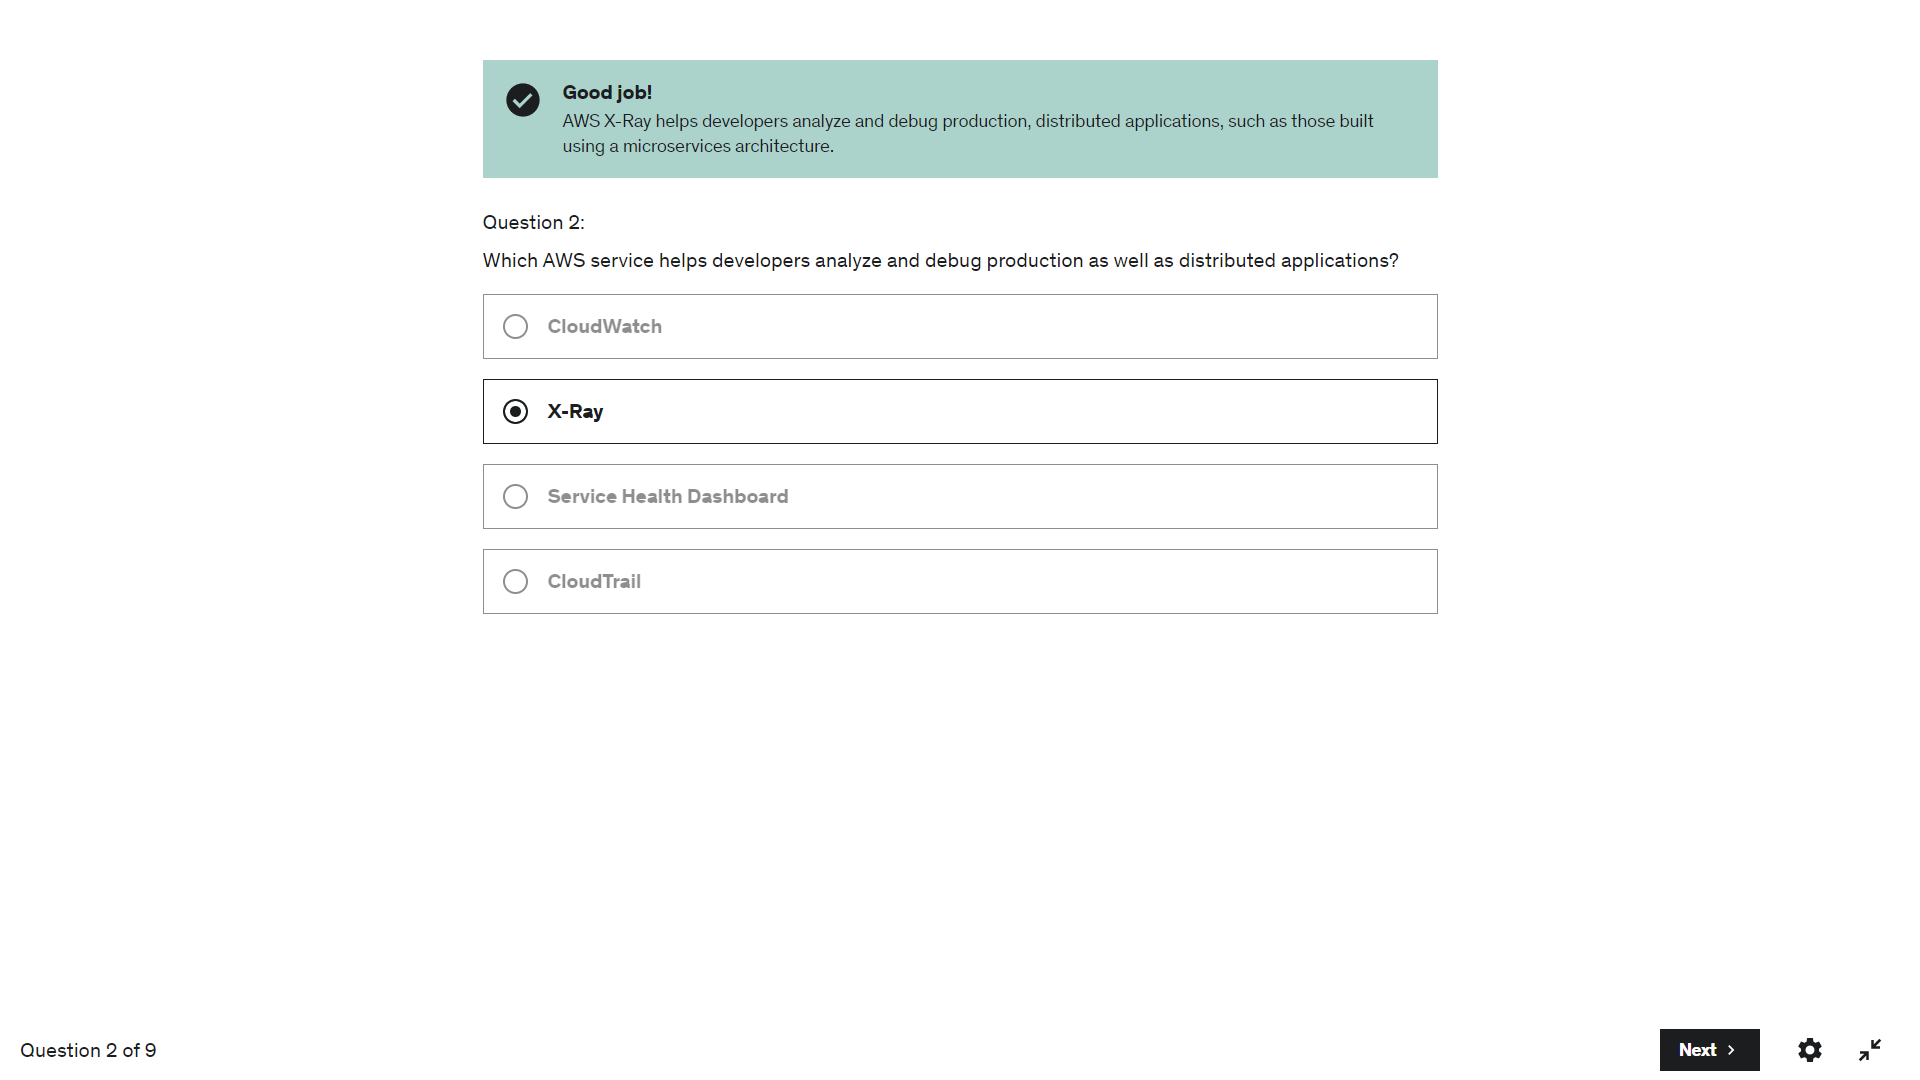 Good job!
AWS X-Ray helps developers analyze and debug production, distributed applications, such as those built
using a microservices architecture.
Question 2:
Which AWS service helps developers analyze and debug production as well as distributed applications?
CloudWatch
X-Ray
Service Health Dashboard
CloudTrail
Question 2 of 9
Next